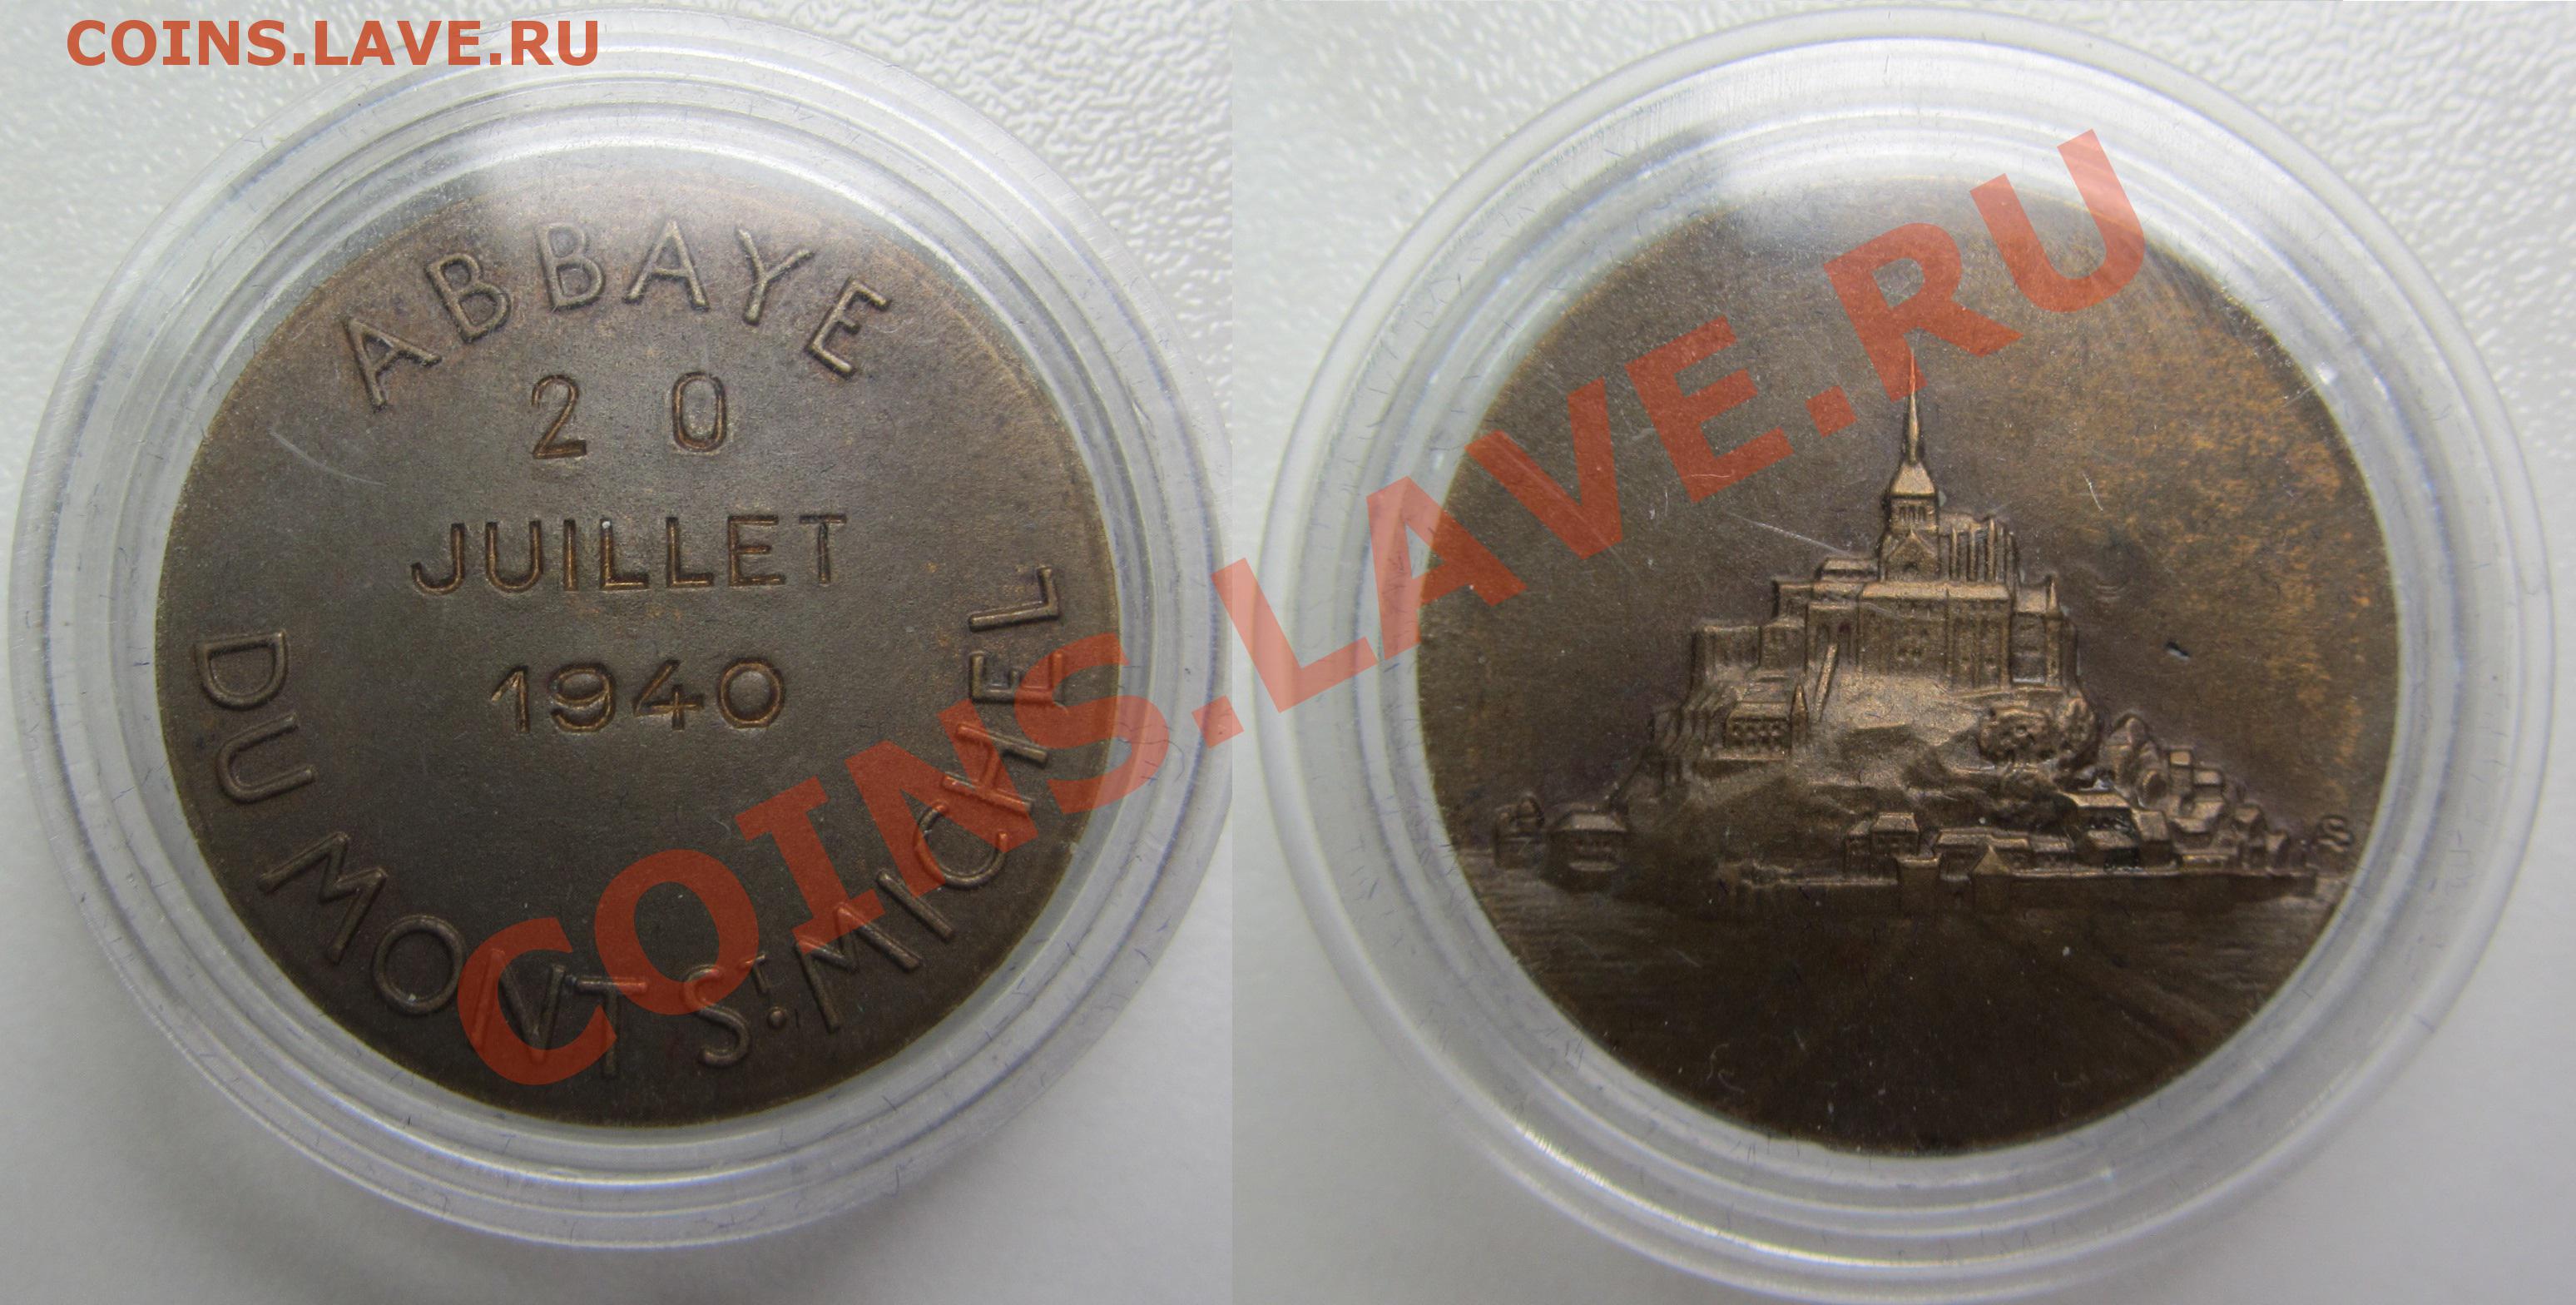 COINS.LAVE.RU
ABBAYE
20
JUILLET
1940
DU MONT ST. MICHEL
COINS.LAVE.RU